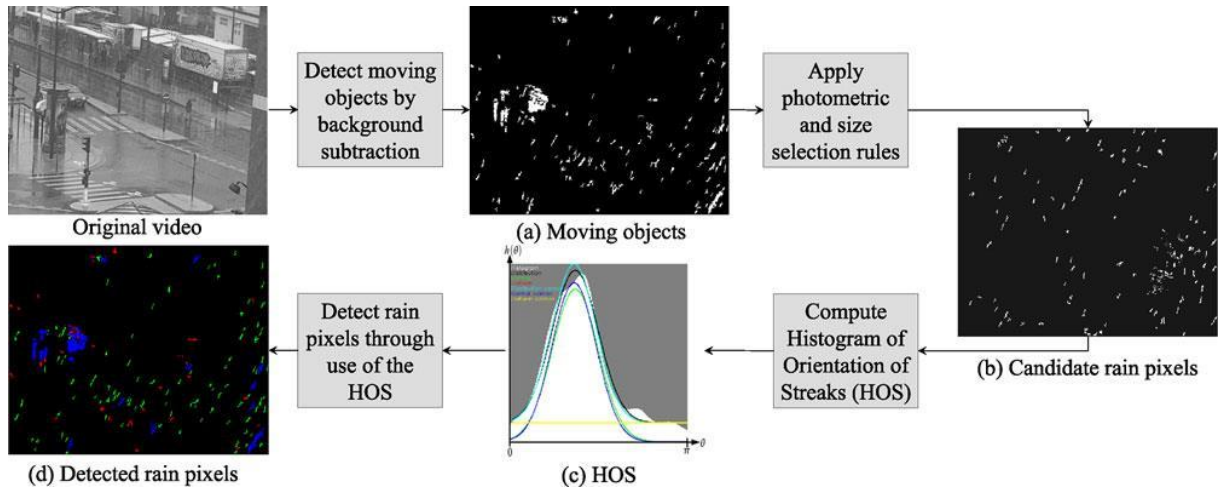 Detect moving
objects by
background
subtraction
Apply
photometric
and size
selection rules
Original video
(a) Moving objects
(b) Candidate rain pixels
Compute
Histogram of
Orientation of
Streaks (HOS)
h(θ)
0
π
θ
(c) HOS
Detect rain
pixels through
use of the
HOS
(d) Detected rain pixels